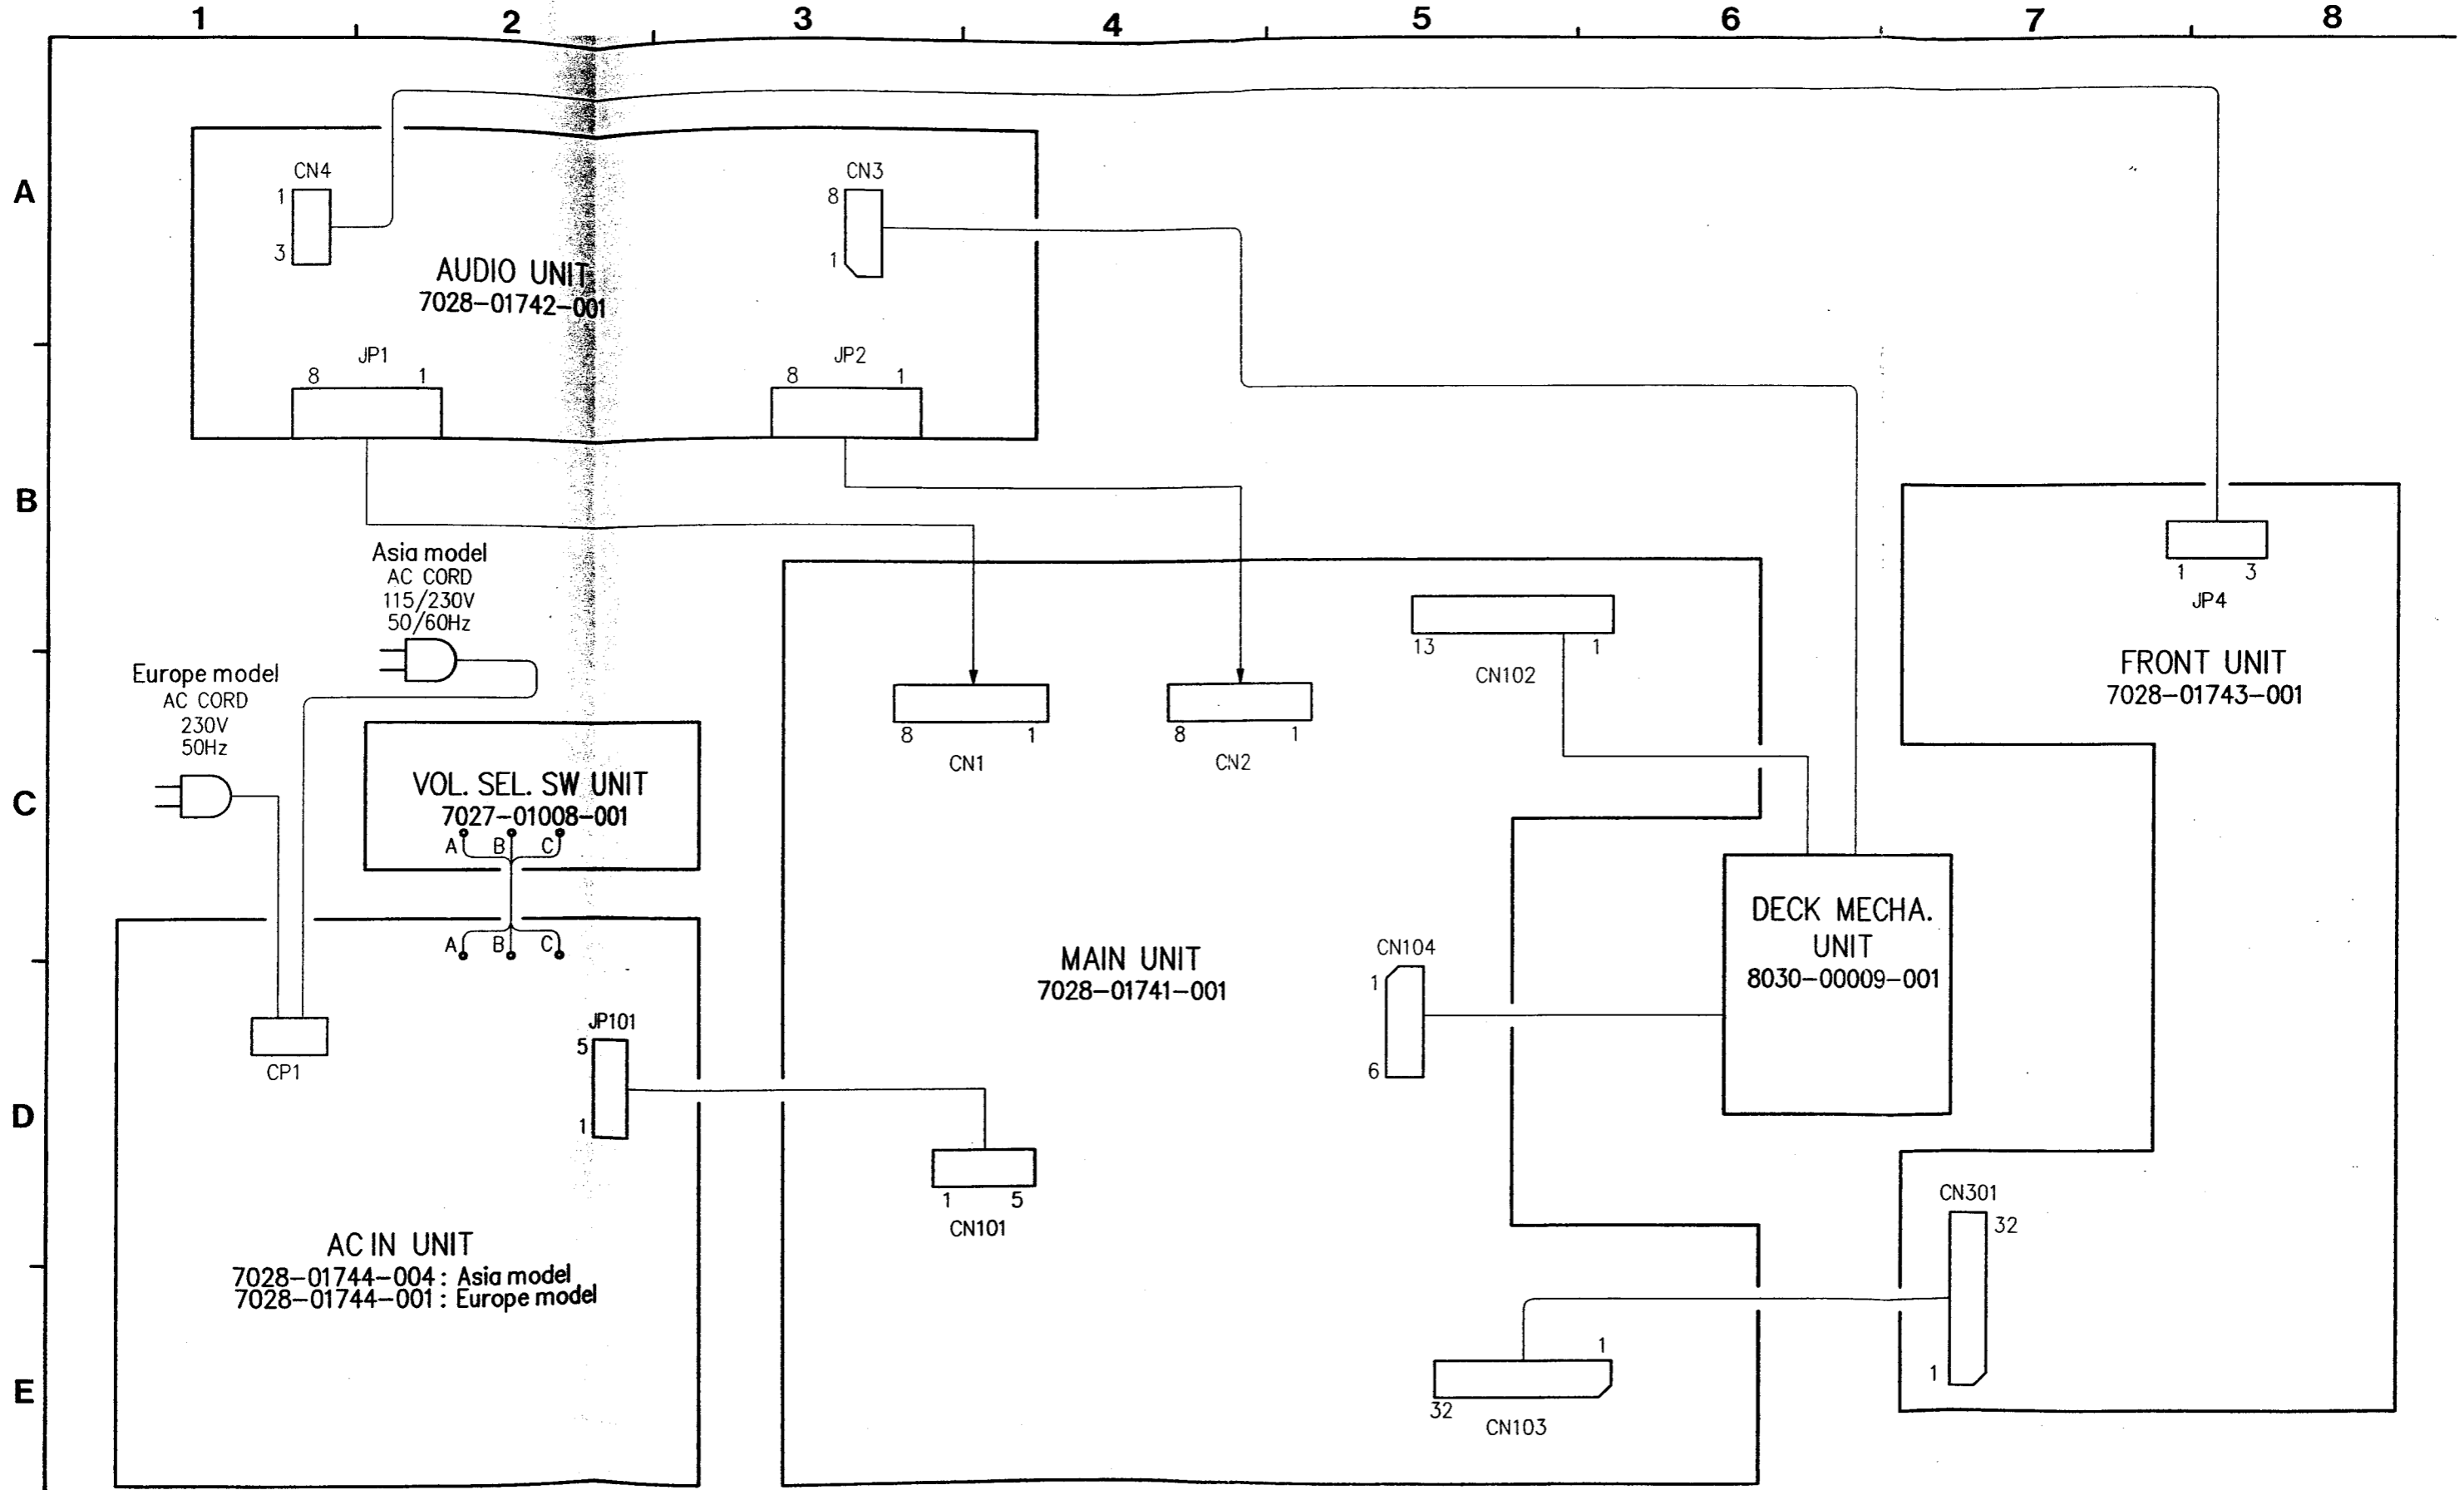 1 2 3 4 5 6 7 8
A
CN4
1
3
CN3
8
1
AUDIO UNIT
7028-01742-001
JP1
8 1
JP2
8 1
B
Asia model
AC CORD
115/230V
50/60Hz
Europe model
AC CORD
230V
50Hz
13 1
CN102
1 3
JP4
FRONT UNIT
7028-01743-001
8 1
CN1
8 1
CN2
C
VOL. SEL. SW UNIT
7027-01008-001
A B C
A B C
DECK MECHA.
UNIT
8030-00009-001
MAIN UNIT
7028-01741-001
CN104
1
6
CP1
JP101
5
1
D
1 5
CN101
CN301
32
1
AC IN UNIT
7028-01744-004 : Asia model
7028-01744-001 : Europe model
E
1
32
CN103